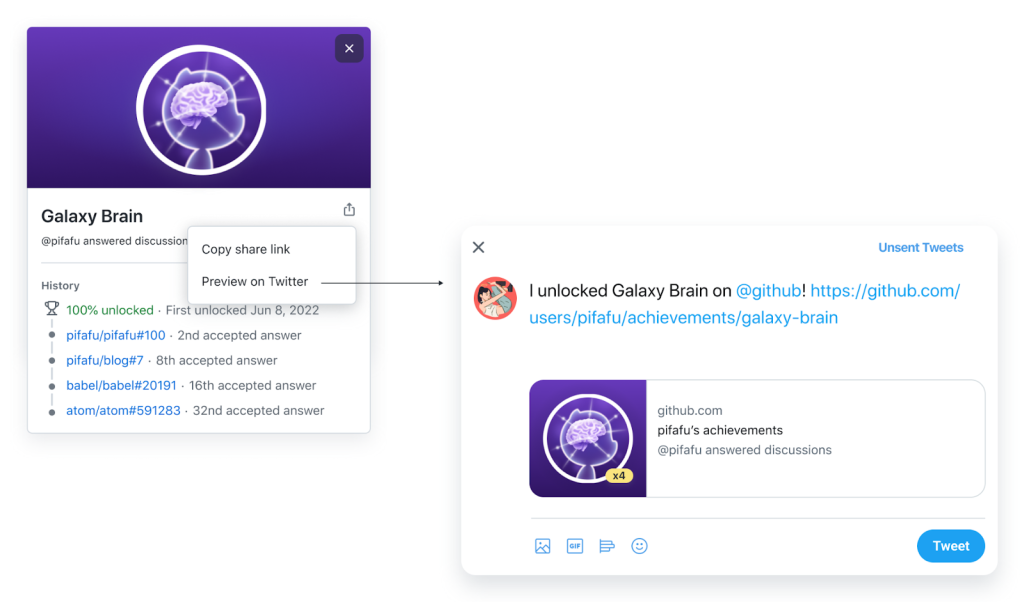 Galaxy Brain
@pifafu answered discussion
Copy share link
Preview on Twitter
History
100% unlocked · First unlocked Jun 8, 2022
pifafu/pifafu#100 · 2nd accepted answer
pifafu/blog#7 · 8th accepted answer
babel/babel#20191 · 16th accepted answer
atom/atom#591283 · 32nd accepted answer
Unsent Tweets
I unlocked Galaxy Brain on @github! https://github.com/
users/pifafu/achievements/galaxy-brain
x4
github.com
pifafu's achievements
@pifafu answered discussions
GIF
Tweet